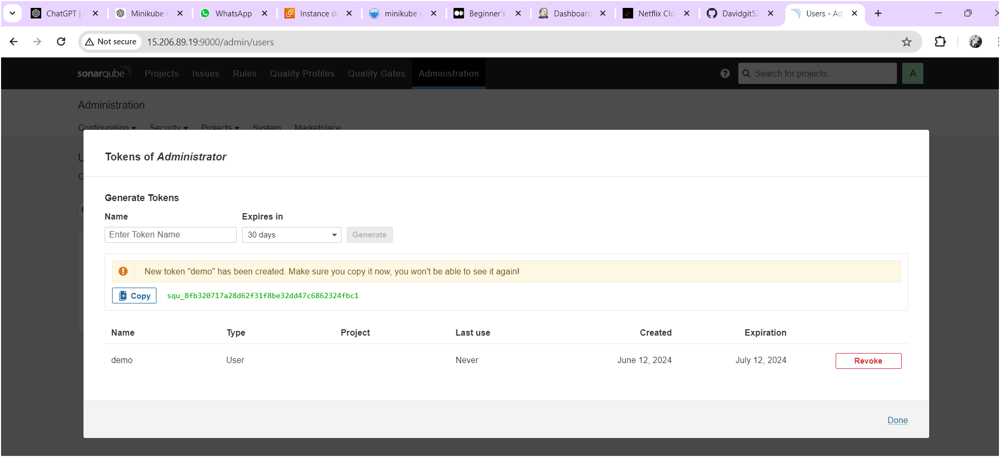 ChatGPT |
Minikube
WhatsApp
Instance de
minikube s
Beginner's
Dashboard
Netflix Clo
Davidgit52
Users - Ad
Not secure
15.206.89.19:9000/admin/users
sonarqube
Projects
Issues
Rules
Quality Profiles
Quality Gates
Administration
Search for projects...
A
Administration
Configuration
Security
Projects
System
Marketplace
Tokens of Administrator
Generate Tokens
Name
Expires in
Enter Token Name
30 days
Generate
New token "demo" has been created. Make sure you copy it now, you won't be able to see it again!
Copy
squ_8fb320717a28d62f31f8be32dd47c6862324fbc1
Name Type Project Last use Created Expiration
demo User Never June 12, 2024 July 12, 2024 Revoke
Done